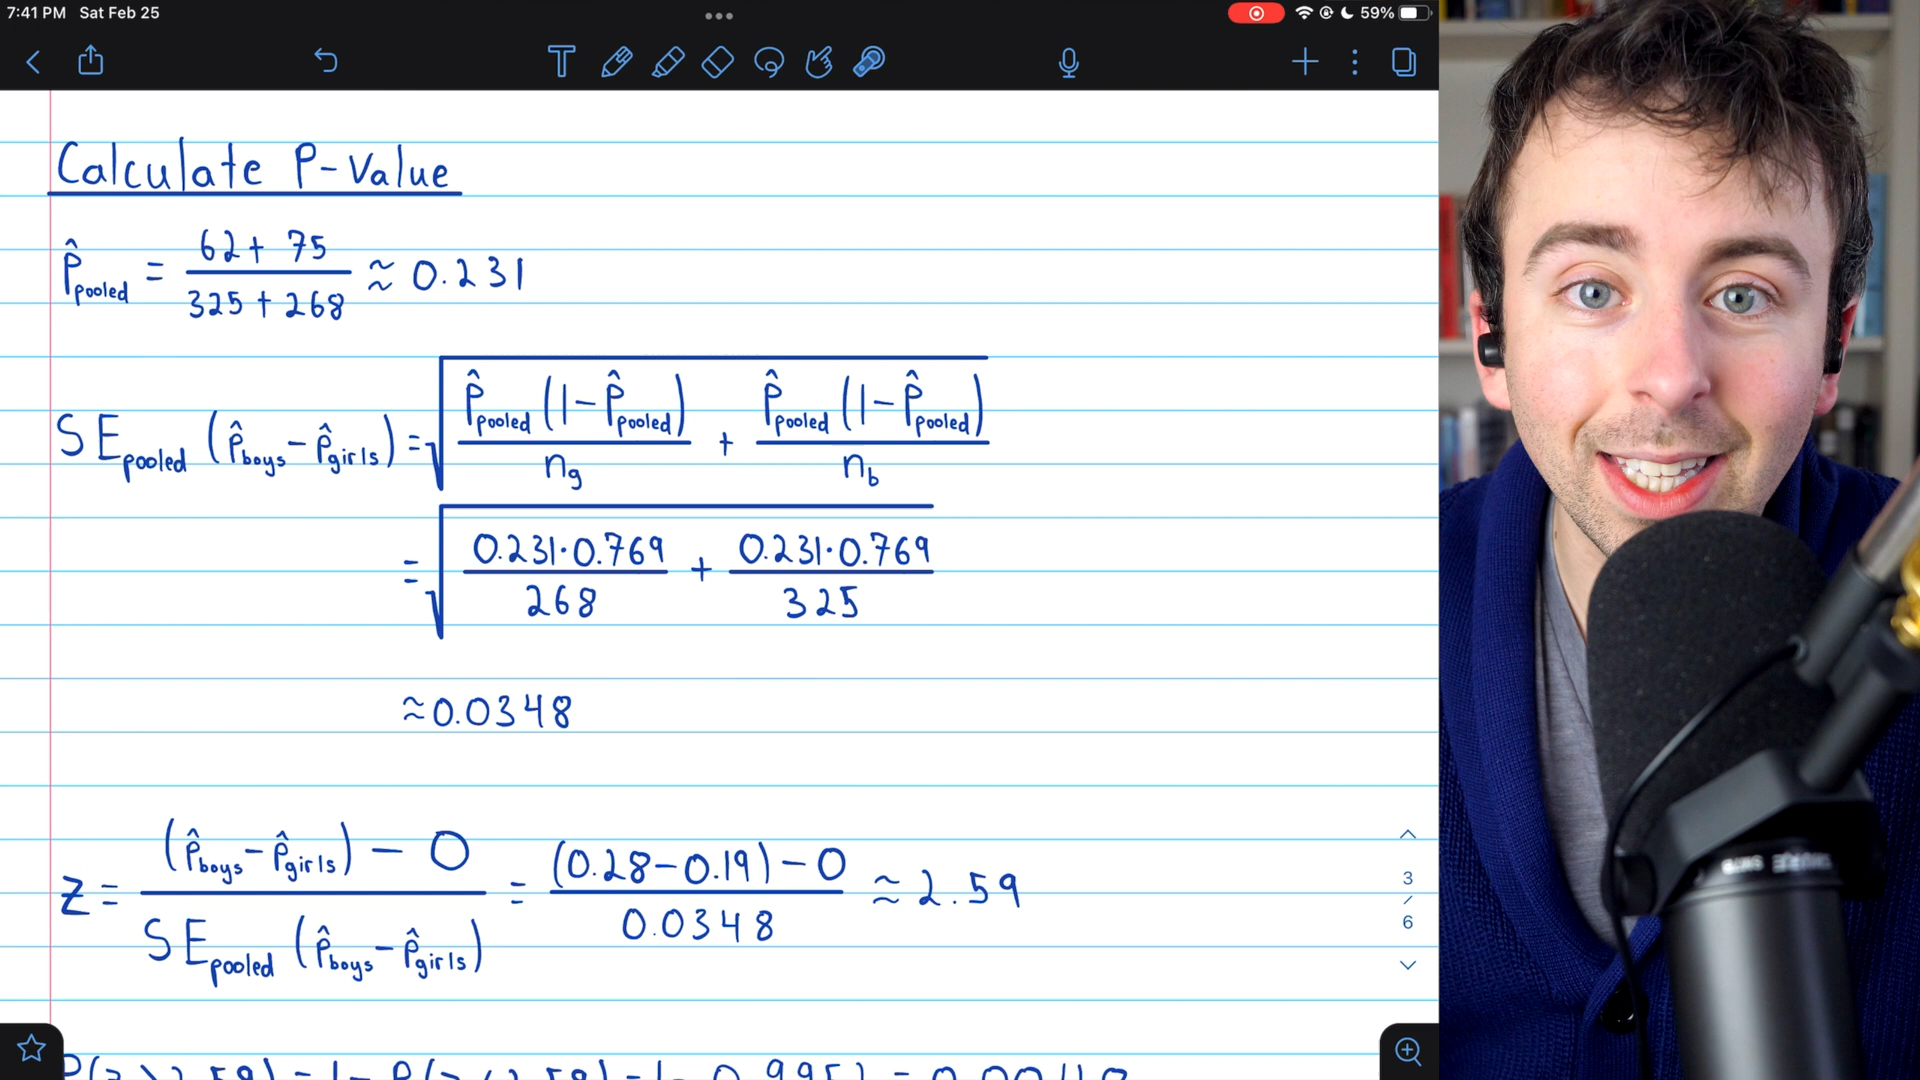 7:41 PM Sat Feb 25
59%
Calculate P-Value
p̂pooled = 62 + 75 / 325 + 268 ≈ 0.231
SEpooled (p̂boys − p̂girls) = √ p̂pooled (1 − p̂pooled) / ng + p̂pooled (1 − p̂pooled) / nb
= √ 0.231·0.769 / 268 + 0.231·0.769 / 325
≈ 0.0348
z = (p̂boys − p̂girls) − 0 / SEpooled (p̂boys − p̂girls) = (0.28 − 0.19) − 0 / 0.0348 ≈ 2.59
3 / 6